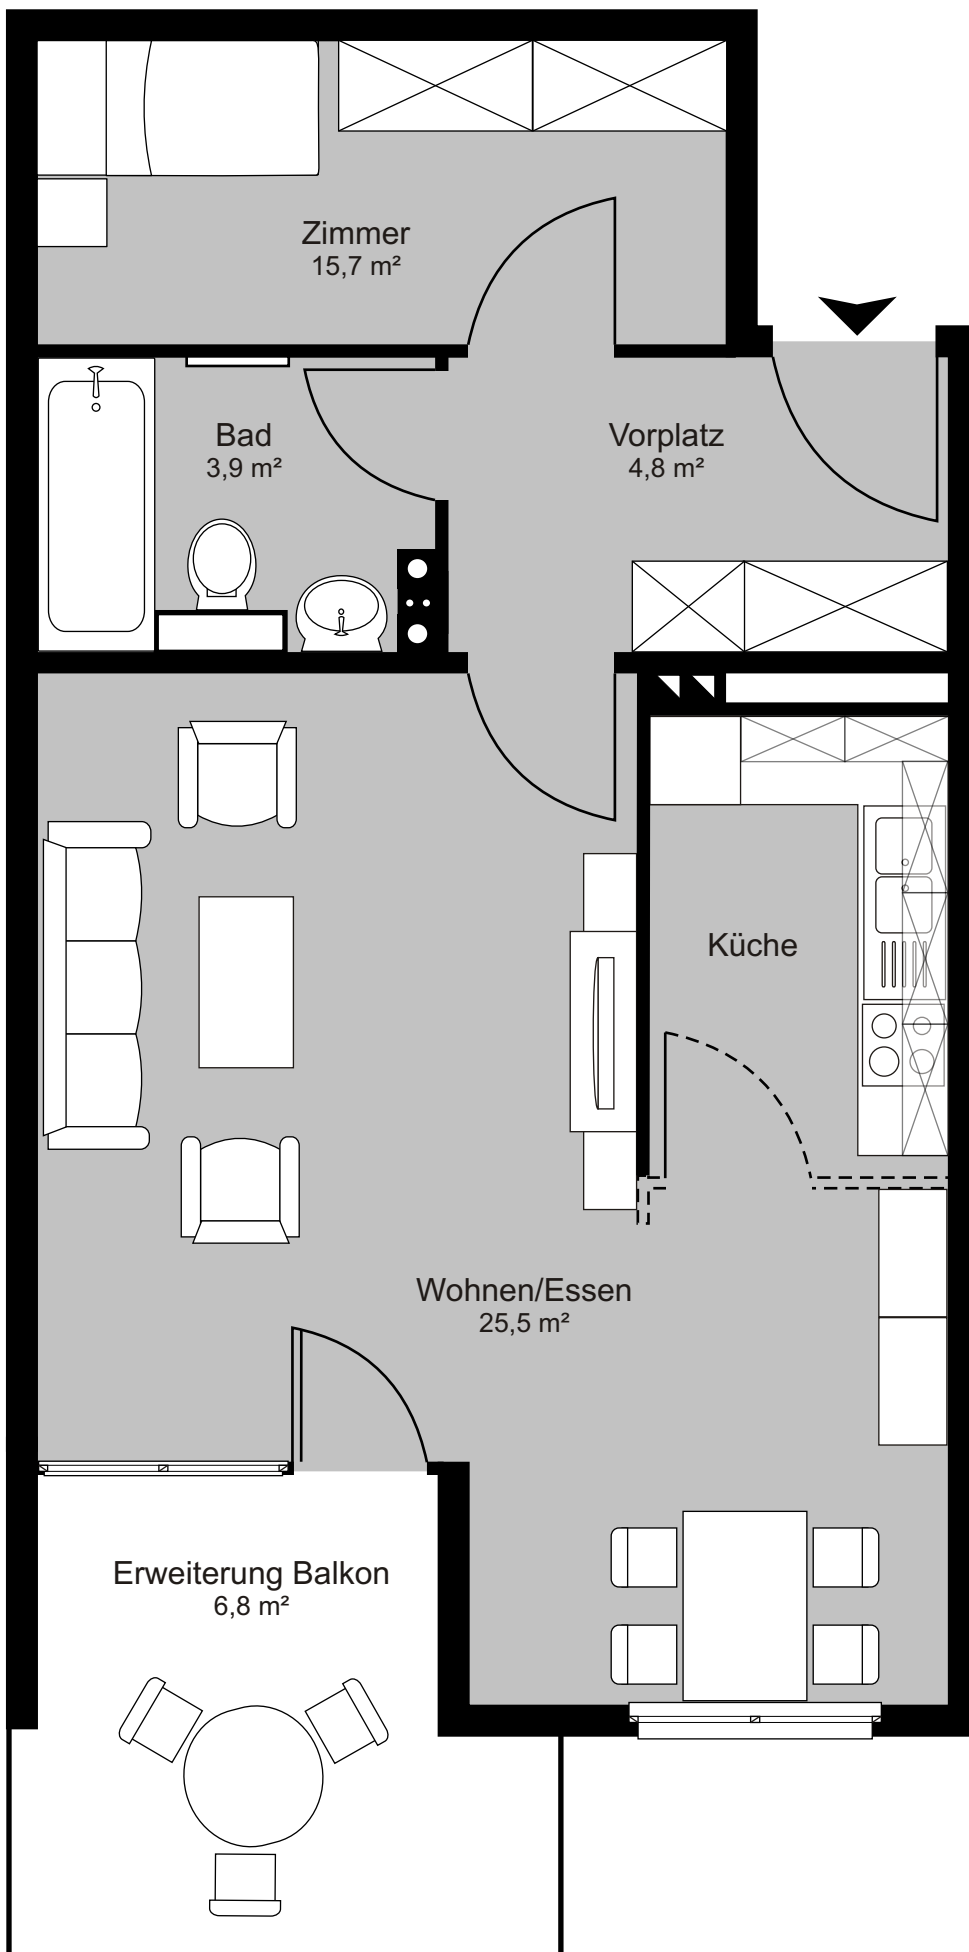 Zimmer
15,7 m²
Bad
3,9 m²
Vorplatz
4,8 m²
Küche
Wohnen/Essen
25,5 m²
Erweiterung Balkon
6,8 m²